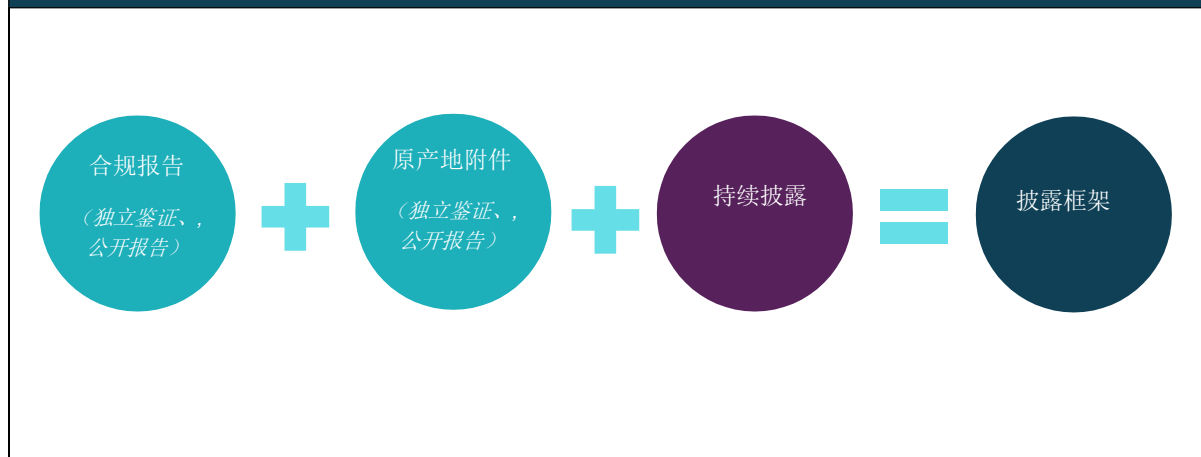 合规报告
（独立鉴证、,
公开报告）
原产地附件
（独立鉴证、,
公开报告）
持续披露
披露框架